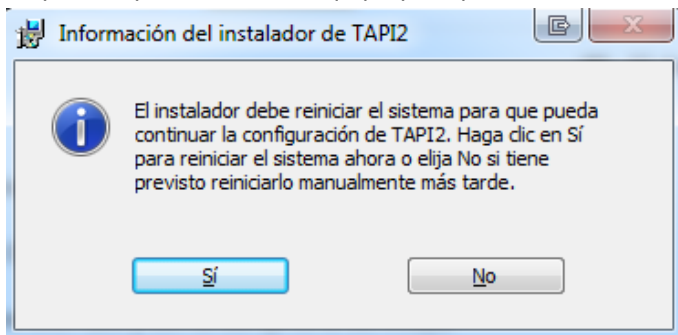 Información del instalador de TAPI2
El instalador debe reiniciar el sistema para que pueda
continuar la configuración de TAPI2. Haga clic en Sí
para reiniciar el sistema ahora o elija No si tiene
previsto reiniciarlo manualmente más tarde.
Sí
No